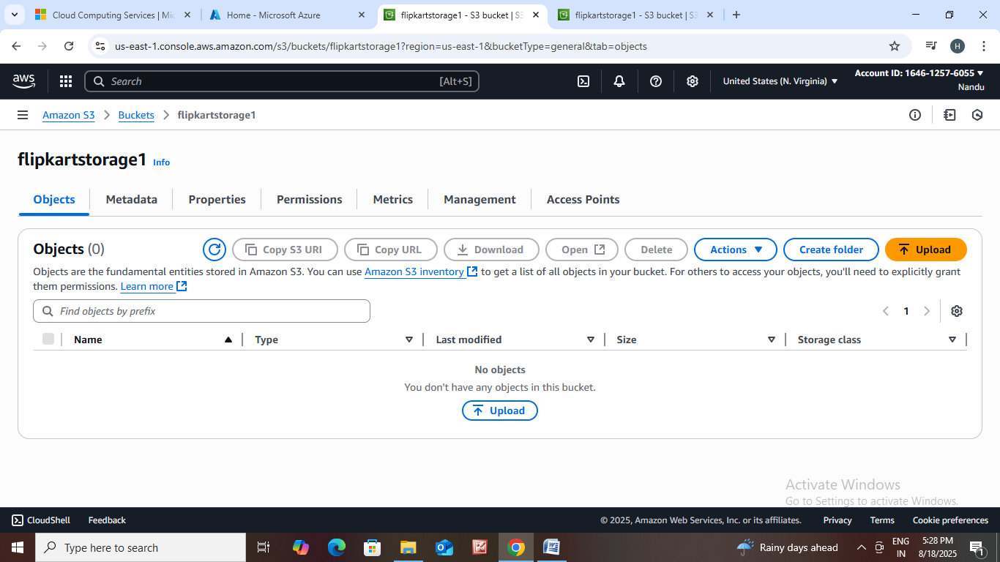 Cloud Computing Services | Mic
Home - Microsoft Azure
flipkartstorage1 - S3 bucket | S3
flipkartstorage1 - S3 bucket | S3
us-east-1.console.aws.amazon.com/s3/buckets/flipkartstorage1?region=us-east-1&bucketType=general&tab=objects
H
aws
Search
[Alt+S]
United States (N. Virginia)
Account ID: 1646-1257-6055
Nandu
Amazon S3
Buckets
flipkartstorage1
flipkartstorage1 Info
Objects
Metadata
Properties
Permissions
Metrics
Management
Access Points
Objects (0)
Copy S3 URI
Copy URL
Download
Open
Delete
Actions
Create folder
Upload
Objects are the fundamental entities stored in Amazon S3. You can use Amazon S3 inventory to get a list of all objects in your bucket. For others to access your objects, you'll need to explicitly grant
them permissions. Learn more
Find objects by prefix
1
Name
Type
Last modified
Size
Storage class
No objects
You don't have any objects in this bucket.
Upload
Activate Windows
Go to Settings to activate Windows.
CloudShell
Feedback
© 2025, Amazon Web Services, Inc. or its affiliates.
Privacy
Terms
Cookie preferences
Type here to search
Rainy days ahead
ENG
IN
5:28 PM
8/18/2025
1